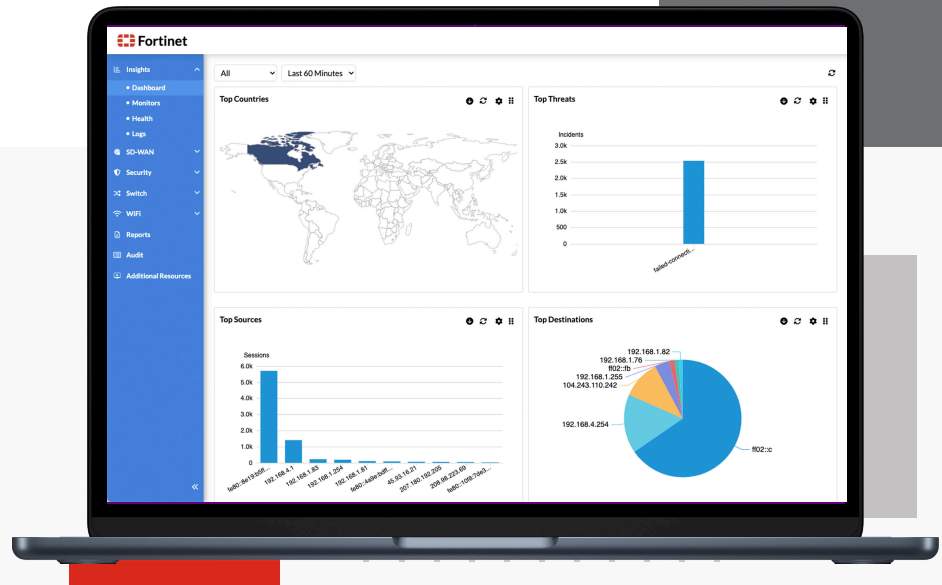 Fortinet
Insights
Dashboard
Monitors
Health
Logs
SD-WAN
Security
Switch
WiFi
Reports
Audit
Additional Resources
All
Last 60 Minutes
Top Countries
Top Threats
Incidents
3.0k
2.5k
2.0k
1.5k
1.0k
500
0
failed-connecti...
Top Sources
Sessions
6.0k
5.0k
4.0k
3.0k
2.0k
1.0k
0
192.168.4.1
192.168.1.83
192.168.1.254
192.168.1.81
45.93.16.21
207.180.192.205
208.98.223.69
Top Destinations
192.168.1.82
192.168.1.76
ff02::fb
192.168.1.255
104.243.110.242
192.168.4.254
ff02::c